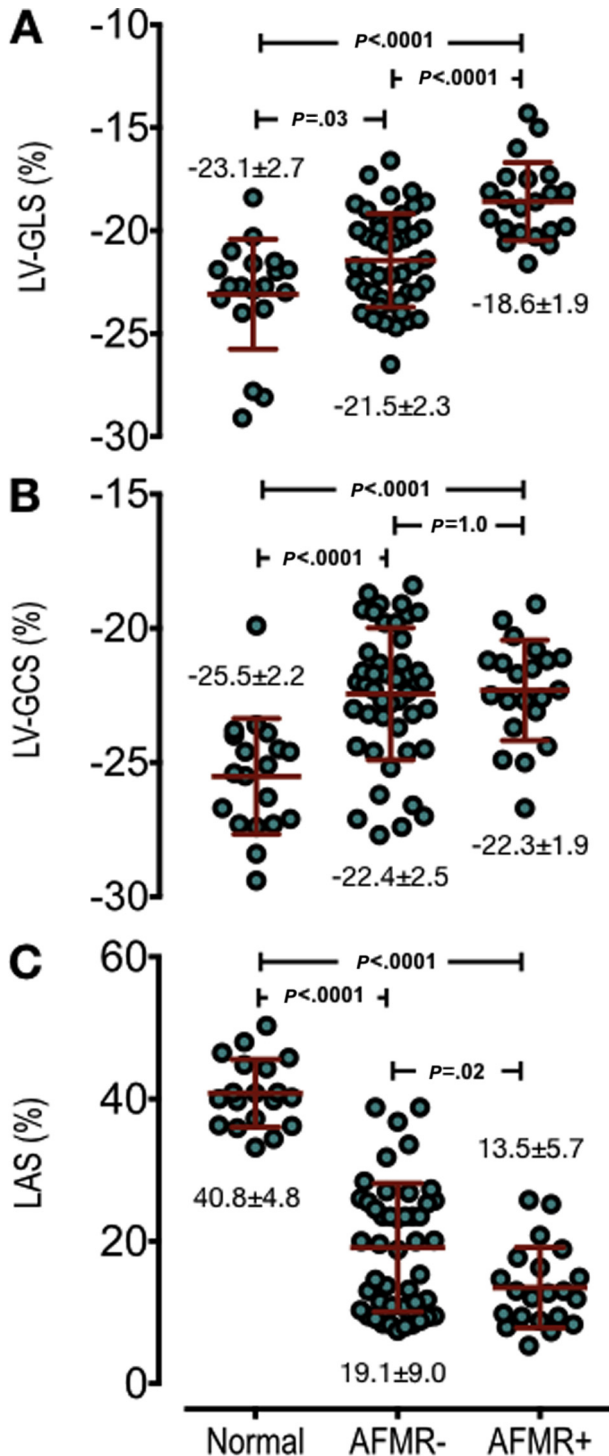 A
LV-GLS (%)
-10
-15
-20
-25
-30
P<.0001
P<.0001
P=.03
-23.1±2.7
-18.6±1.9
-21.5±2.3
B
LV-GCS (%)
-15
-20
-25
-30
P<.0001
P=1.0
P<.0001
-25.5±2.2
-22.3±1.9
-22.4±2.5
C
LAS (%)
60
40
20
0
P<.0001
P<.0001
P=.02
13.5±5.7
40.8±4.8
19.1±9.0
Normal AFMR- AFMR+